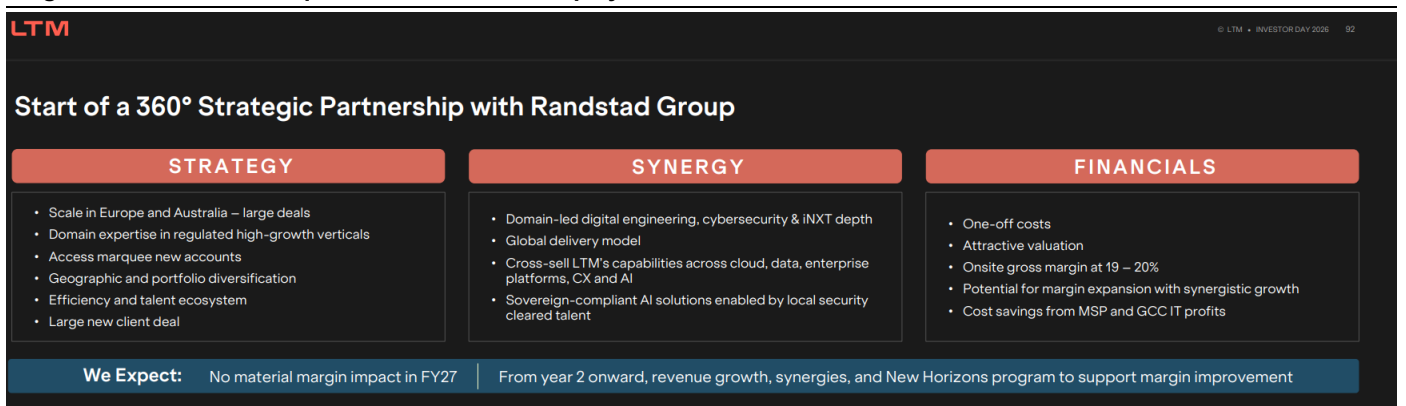 LTM
© LTM • INVESTOR DAY 2026 92
Start of a 360° Strategic Partnership with Randstad Group
STRATEGY
• Scale in Europe and Australia – large deals
• Domain expertise in regulated high-growth verticals
• Access marquee new accounts
• Geographic and portfolio diversification
• Efficiency and talent ecosystem
• Large new client deal
SYNERGY
• Domain-led digital engineering, cybersecurity & iNXT depth
• Global delivery model
• Cross-sell LTM's capabilities across cloud, data, enterprise
platforms, CX and AI
• Sovereign-compliant AI solutions enabled by local security
cleared talent
FINANCIALS
• One-off costs
• Attractive valuation
• Onsite gross margin at 19 – 20%
• Potential for margin expansion with synergistic growth
• Cost savings from MSP and GCC IT profits
We Expect: No material margin impact in FY27 From year 2 onward, revenue growth, synergies, and New Horizons program to support margin improvement